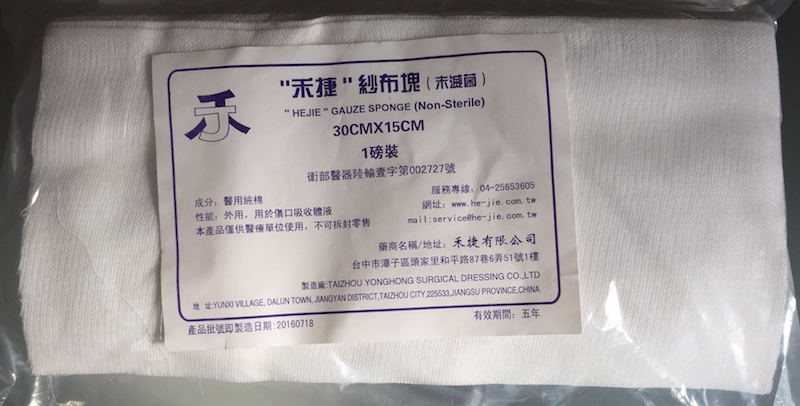 禾
"禾捷"紗布塊(未滅菌)
"HEJIE" GAUZE SPONGE (Non-Sterile)
30CMX15CM
1磅裝
衛部醫器陸輸壹字第002727號
成分: 醫用純棉
性能: 外用, 用於傷口吸收體液
本產品僅供醫療單位使用, 不可拆封零售
服務專線: 04-25653605
網址: www.he-jie.com.tw
mail:service@he-jie.com.tw
藥商名稱/地址: 禾捷有限公司
台中市潭子區頭家里和平路87巷6弄51號1樓
製造廠:TAIZHOU YONGHONG SURGICAL DRESSING CO.,LTD
地 址:YUNXI VILLAGE, DALUN TOWN, JIANGYAN DISTRICT,TAIZHOU CITY,225533,JIANGSU PROVINCE,CHINA
產品批號即製造日期:20160718
有效期間: 五年